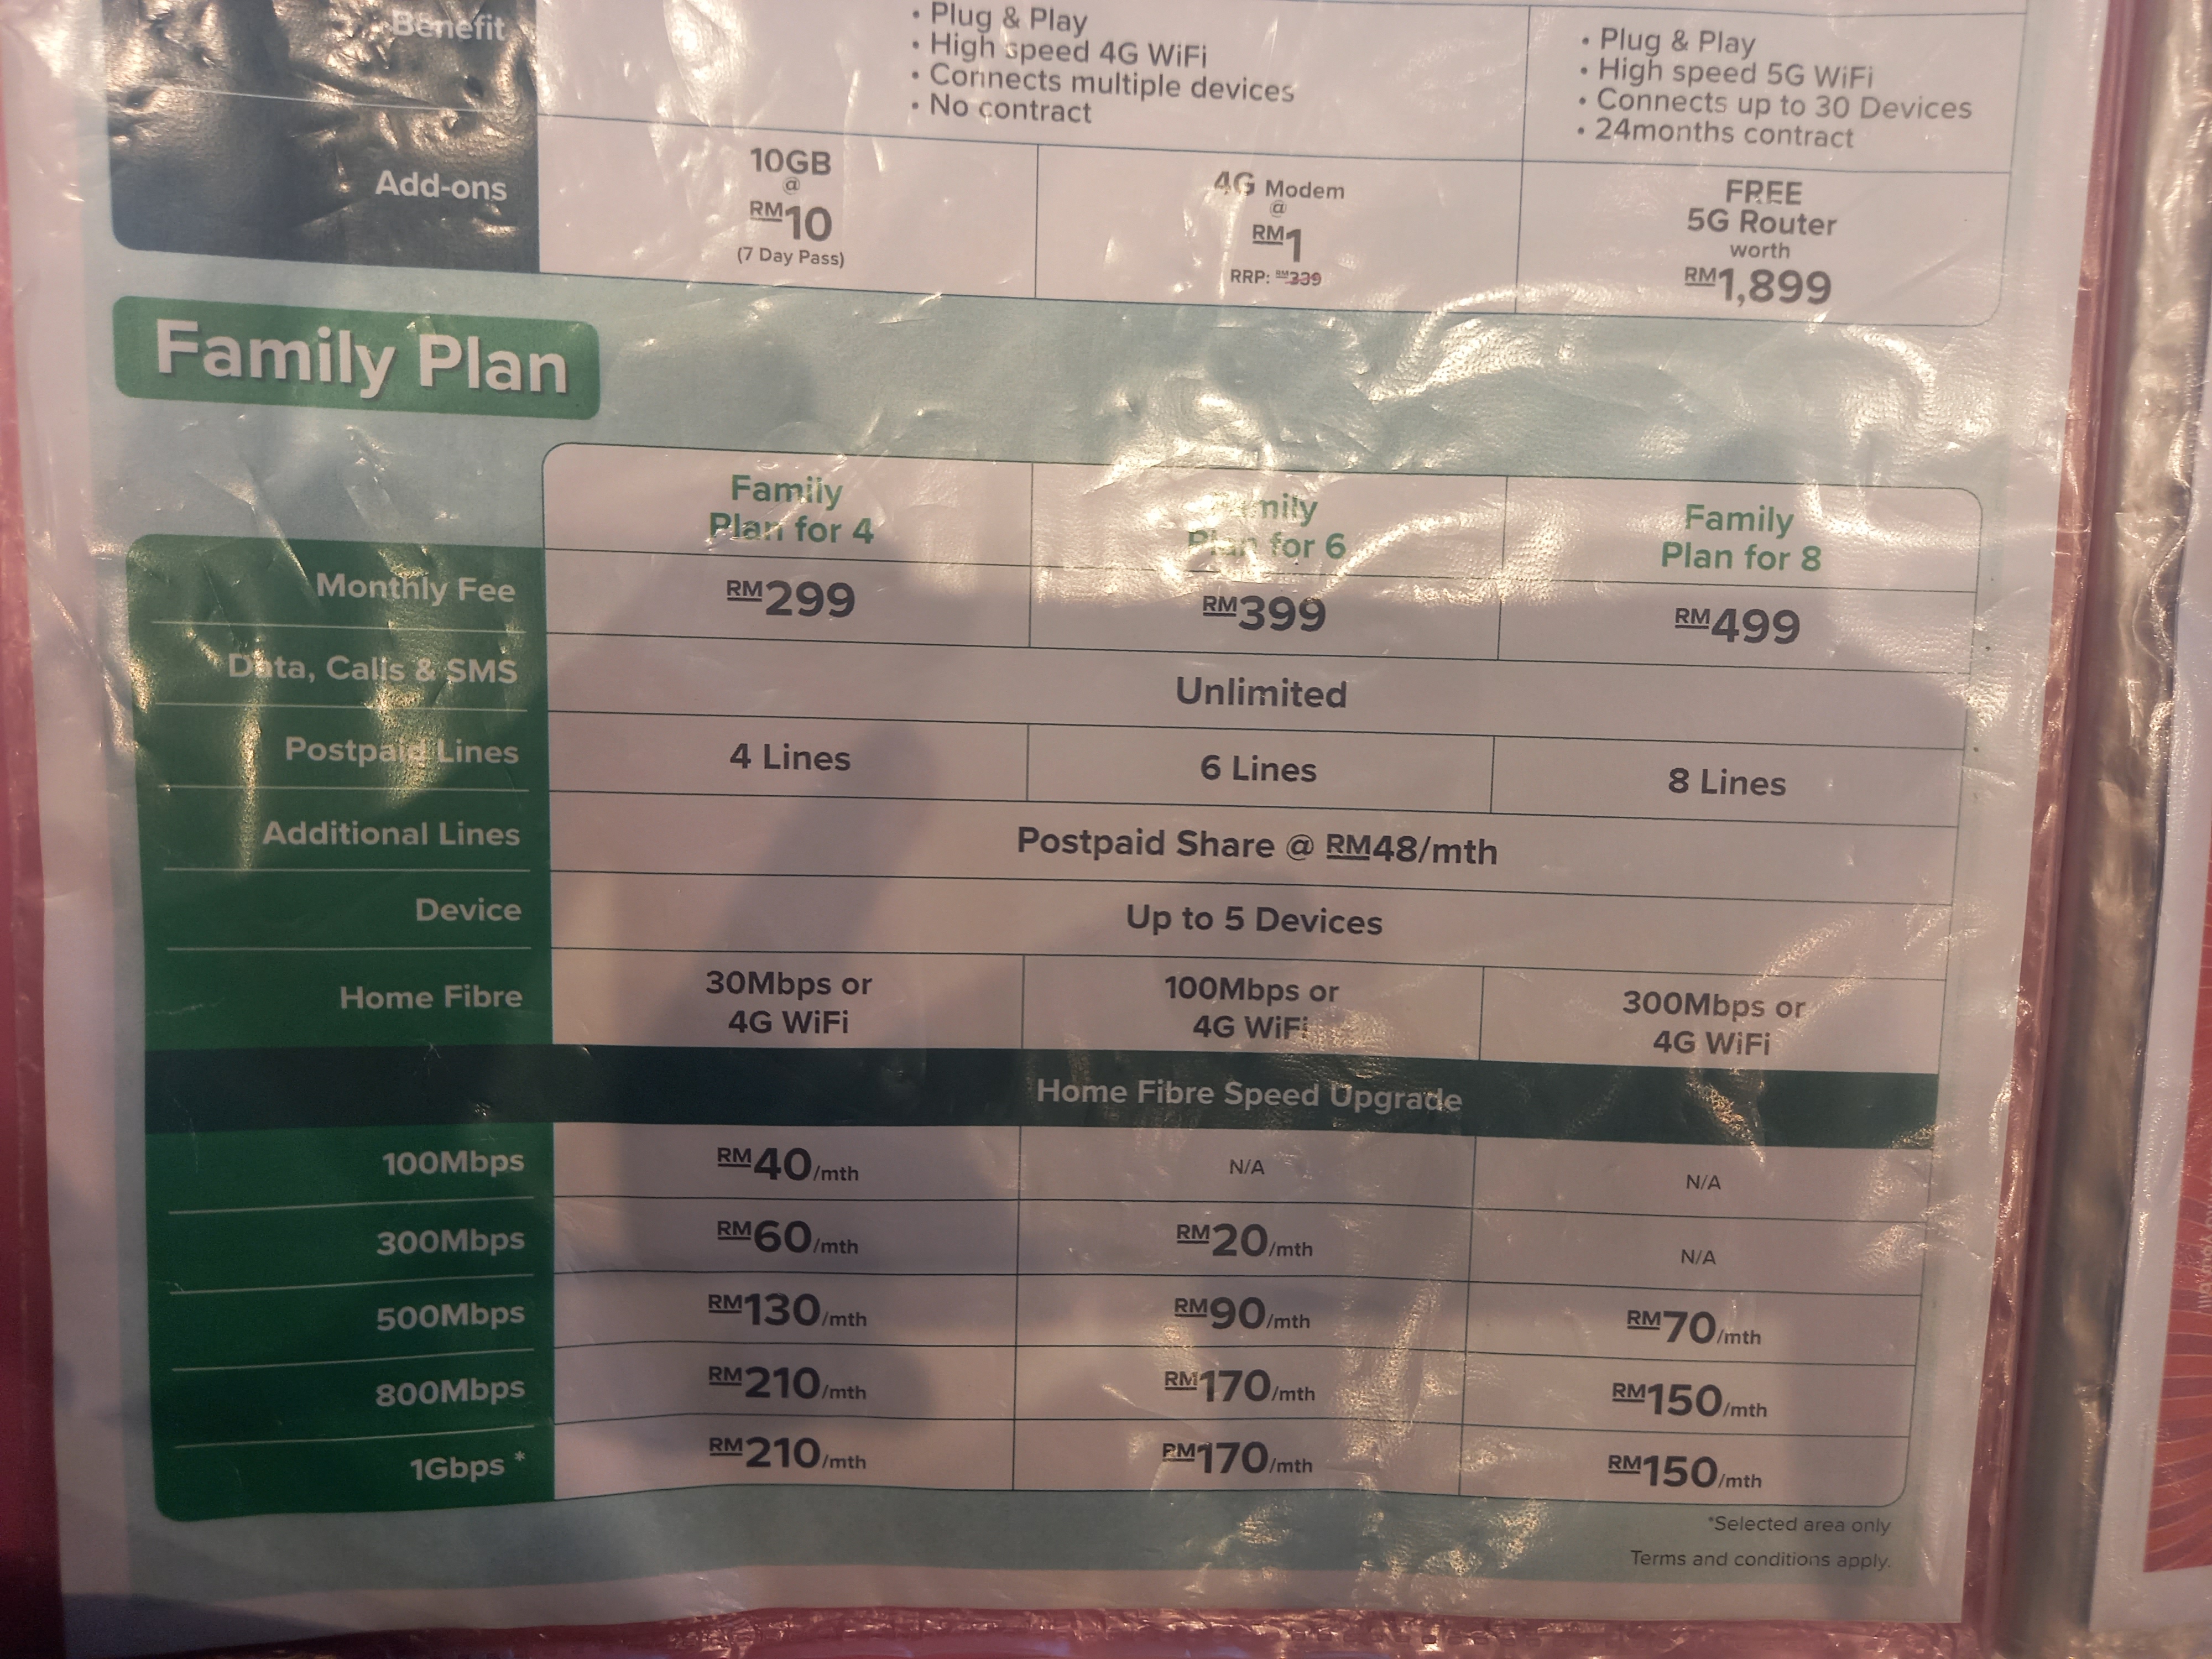 Benefit
• Plug & Play
• High speed 4G WiFi
• Connects multiple devices
• No contract
• Plug & Play
• High speed 5G WiFi
• Connects up to 30 Devices
• 24months contract
Add-ons
10GB
@
RM10
(7 Day Pass)
4G Modem
@
RM1
RRP: RM339
FREE
5G Router
worth
RM1,899
Family Plan
Family
Plan for 4
Family
Plan for 6
Family
Plan for 8
Monthly Fee
RM299
RM399
RM499
Data, Calls & SMS
Unlimited
Postpaid Lines
4 Lines
6 Lines
8 Lines
Additional Lines
Postpaid Share @ RM48/mth
Device
Up to 5 Devices
Home Fibre
30Mbps or
4G WiFi
100Mbps or
4G WiFi
300Mbps or
4G WiFi
Home Fibre Speed Upgrade
100Mbps
RM40/mth
N/A
N/A
300Mbps
RM60/mth
RM20/mth
N/A
500Mbps
RM130/mth
RM90/mth
RM70/mth
800Mbps
RM210/mth
RM170/mth
RM150/mth
1Gbps *
RM210/mth
RM170/mth
RM150/mth
*Selected area only
Terms and conditions apply.